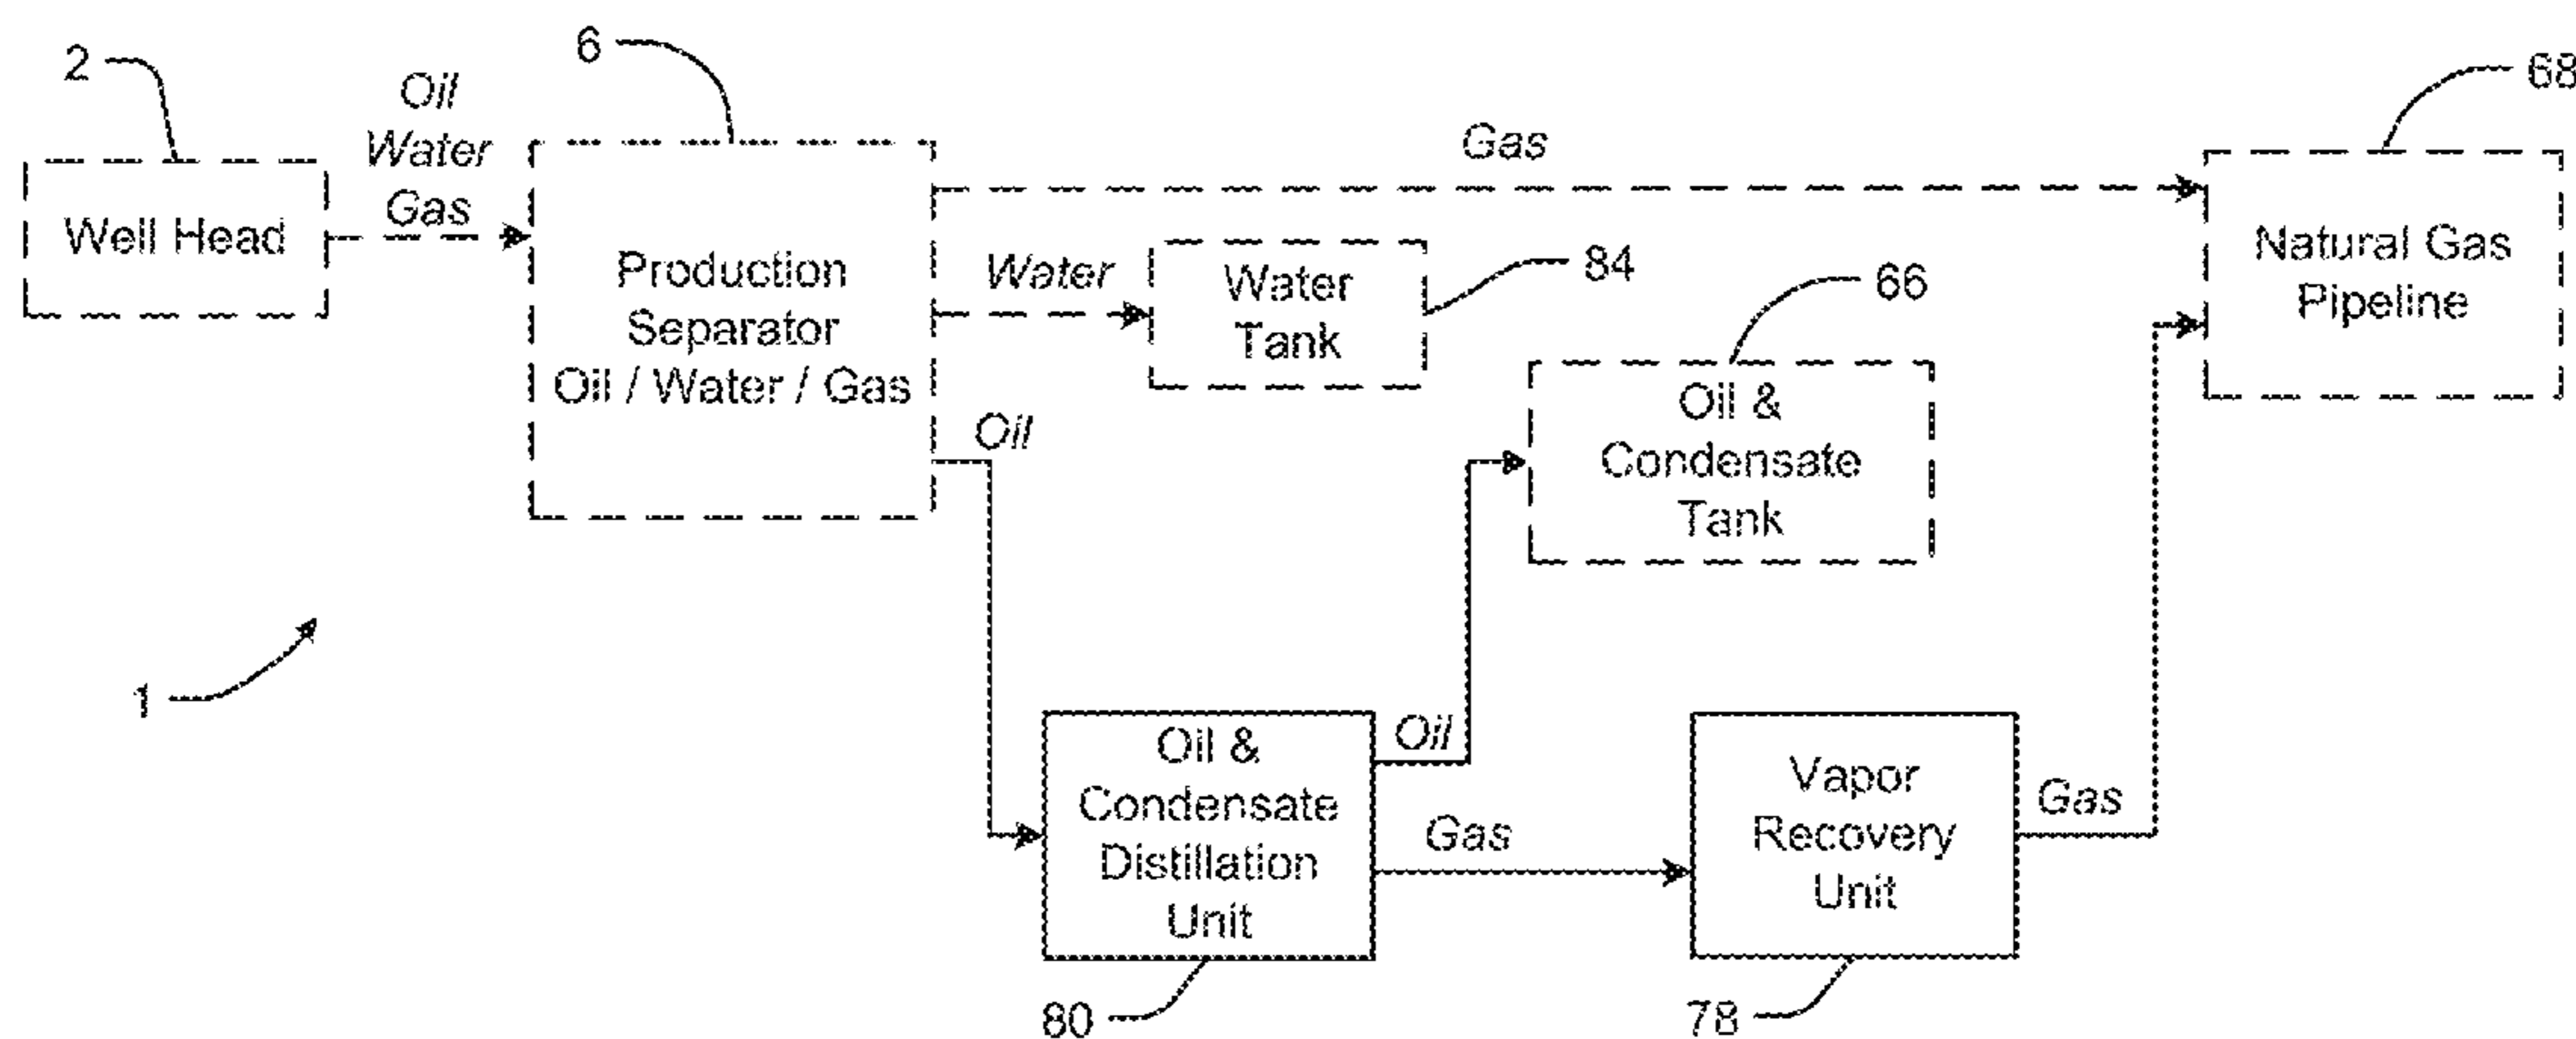 2
6
68
Oil
Water
Gas
Gas
Well Head
Production
Separator
Oil / Water / Gas
Water
Water
Tank
84
66
Natural Gas
Pipeline
Oil
Oil &
Condensate
Tank
1
Oil &
Condensate
Distillation
Unit
Oil
Gas
Vapor
Recovery
Unit
Gas
80
78